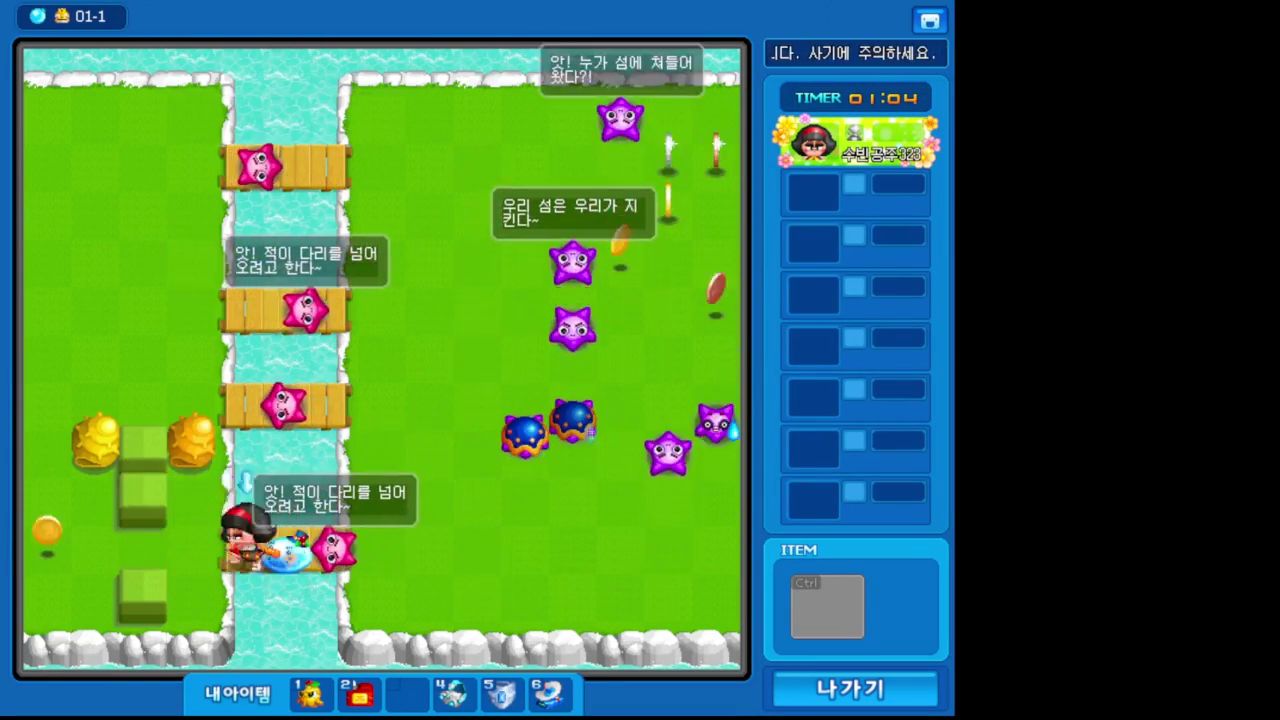 01-1
앗! 누가 섬에 쳐들어
왔다?!
니다. 사기에 주의하세요.
TIMER 01:04
수빈공주323
우리 섬은 우리가 지
킨다~
앗! 적이 다리를 넘어
오려고 한다~
앗! 적이 다리를 넘어
오려고 한다~
ITEM
Ctrl
내 아이템
1
2
4
5
6
나가기